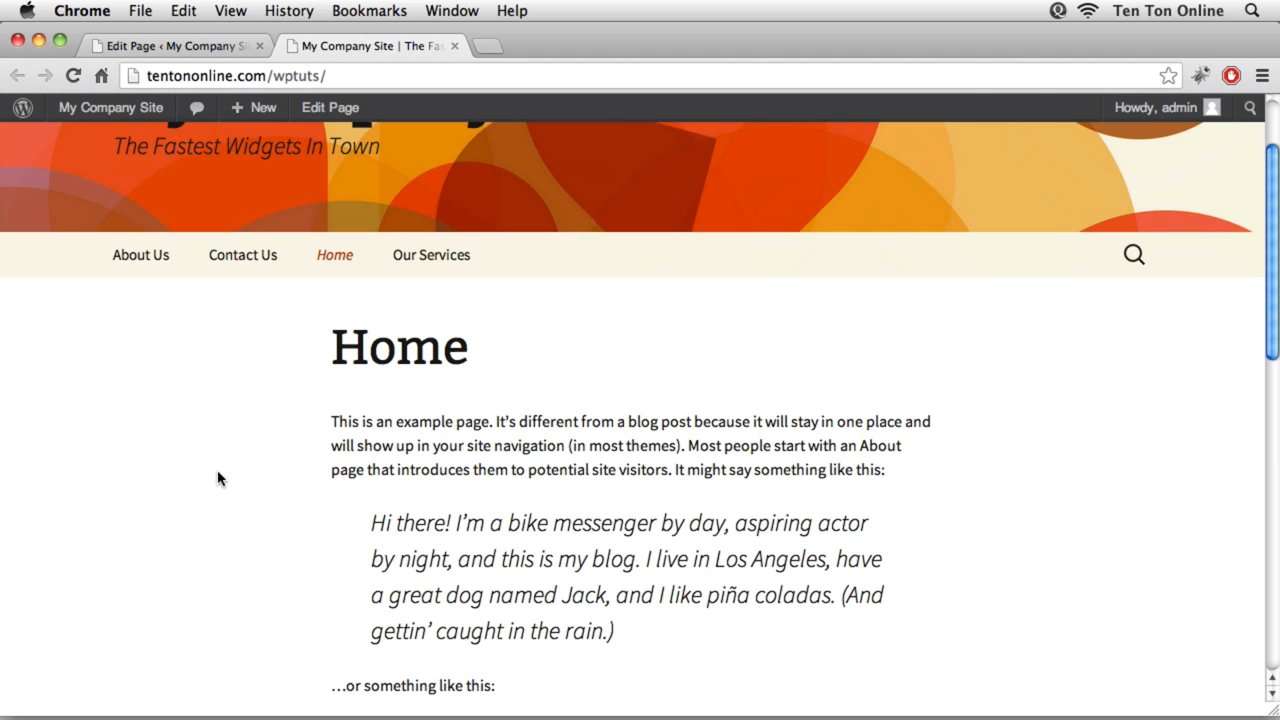 Chrome File Edit View History Bookmarks Window Help Ten Ton Online
Edit Page ‹ My Company S
My Company Site | The Fas
tentononline.com/wptuts/
My Company Site + New Edit Page Howdy, admin
The Fastest Widgets In Town
About Us Contact Us Home Our Services
Home
This is an example page. It’s different from a blog post because it will stay in one place and
will show up in your site navigation (in most themes). Most people start with an About
page that introduces them to potential site visitors. It might say something like this:
Hi there! I’m a bike messenger by day, aspiring actor
by night, and this is my blog. I live in Los Angeles, have
a great dog named Jack, and I like piña coladas. (And
gettin’ caught in the rain.)
…or something like this: